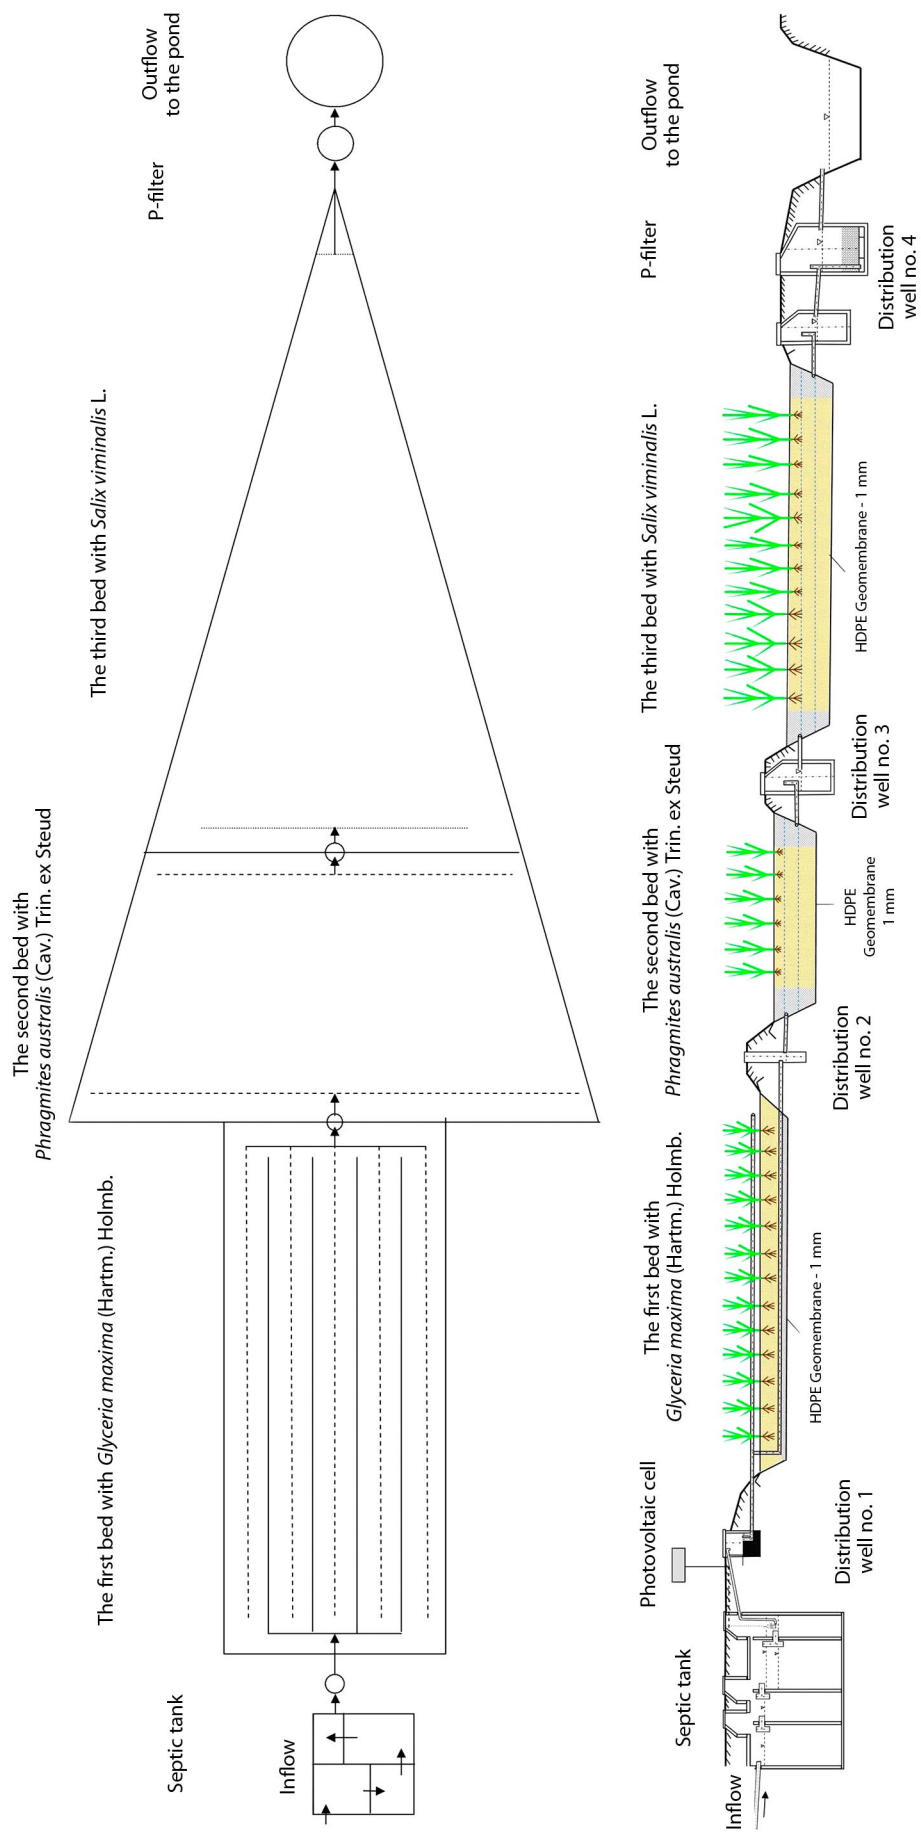 Septic tank
Inflow
The first bed with Glyceria maxima (Hartm.) Holmb.
The second bed with
Phragmites australis (Cav.) Trin. ex Steud
The third bed with Salix viminalis L.
P-filter
Outflow
to the pond
Inflow
Septic tank
Photovoltaic cell
Distribution
well no. 1
The first bed with
Glyceria maxima (Hartm.) Holmb.
HDPE Geomembrane - 1 mm
Distribution
well no. 2
The second bed with
Phragmites australis (Cav.) Trin. ex Steud
HDPE
Geomembrane
1 mm
Distribution
well no. 3
The third bed with Salix viminalis L.
HDPE Geomembrane - 1 mm
Distribution
well no. 4
P-filter
Outflow
to the pond